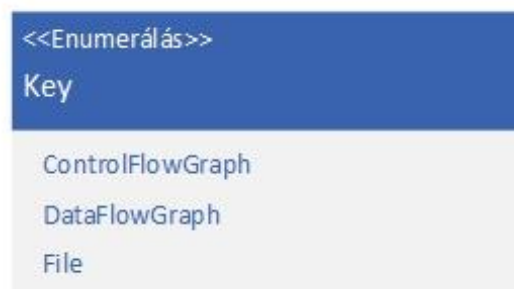 <<Enumerálás>>
Key
ControlFlowGraph
DataFlowGraph
File